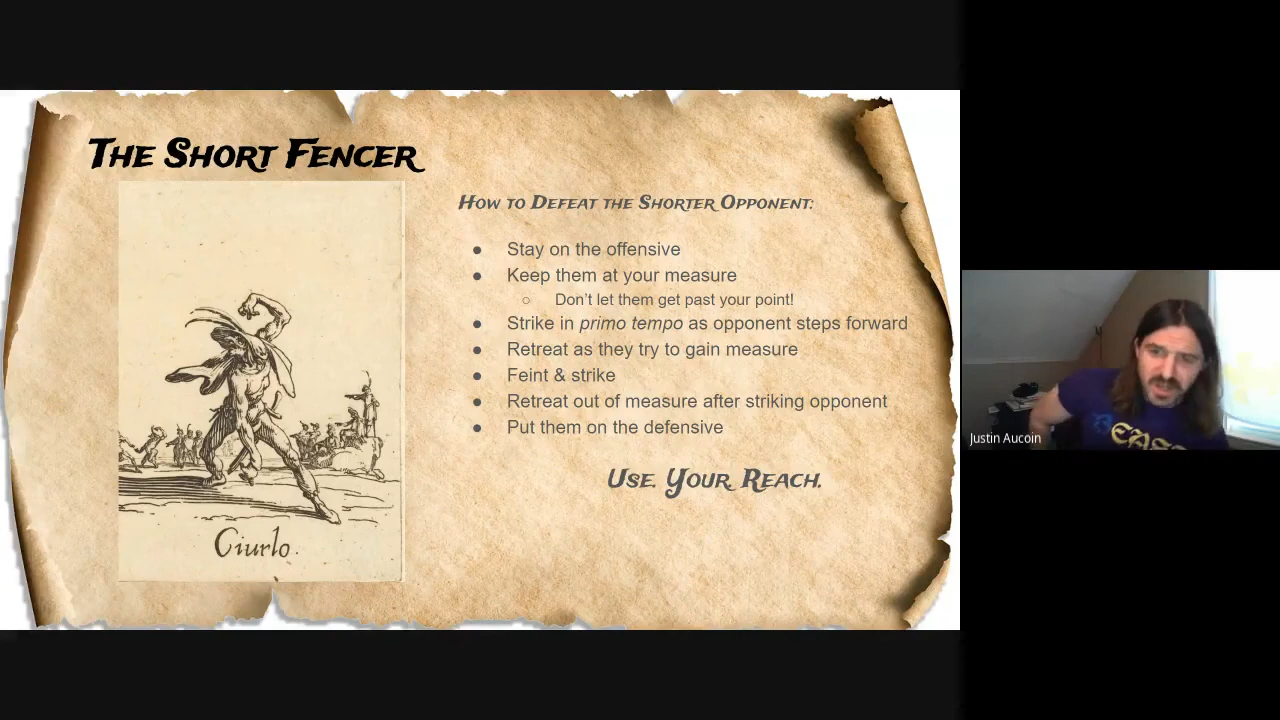 The Short Fencer
How to Defeat the Shorter Opponent:
● Stay on the offensive
● Keep them at your measure
○ Don't let them get past your point!
● Strike in primo tempo as opponent steps forward
● Retreat as they try to gain measure
● Feint & strike
● Retreat out of measure after striking opponent
● Put them on the defensive
Use. Your. Reach.
Ciurlo.
Justin Aucoin